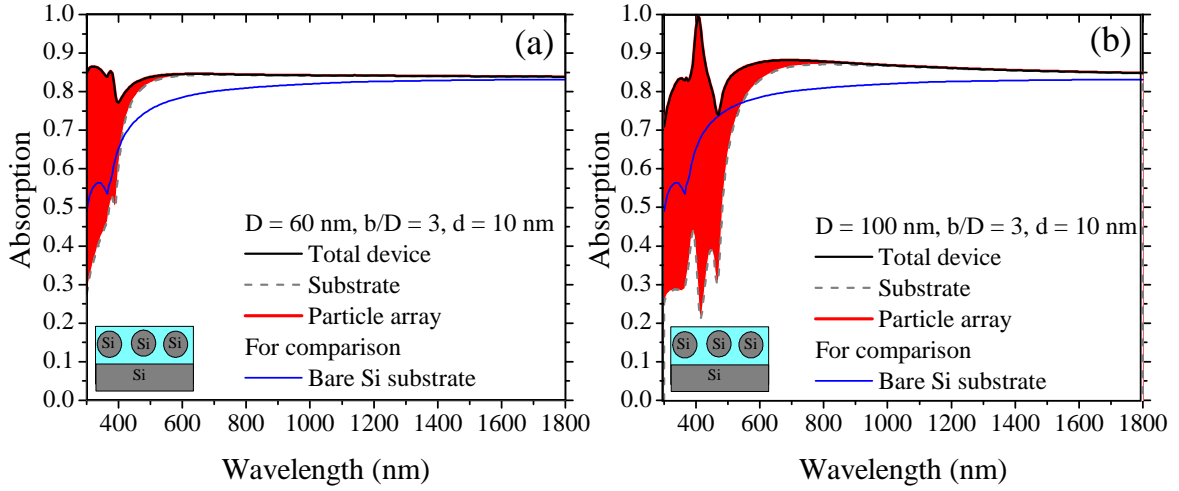 (a)
Absorption
1.0
0.9
0.8
0.7
0.6
0.5
0.4
0.3
0.2
0.1
0.0
D = 60 nm, b/D = 3, d = 10 nm
Total device
Substrate
Particle array
For comparison
Bare Si substrate
Si Si Si
Si
400 600 800 1000 1200 1400 1600 1800
Wavelength (nm)
(b)
Absorption
1.0
0.9
0.8
0.7
0.6
0.5
0.4
0.3
0.2
0.1
0.0
D = 100 nm, b/D = 3, d = 10 nm
Total device
Substrate
Particle array
For comparison
Bare Si substrate
Si Si Si
Si
400 600 800 1000 1200 1400 1600 1800
Wavelength (nm)